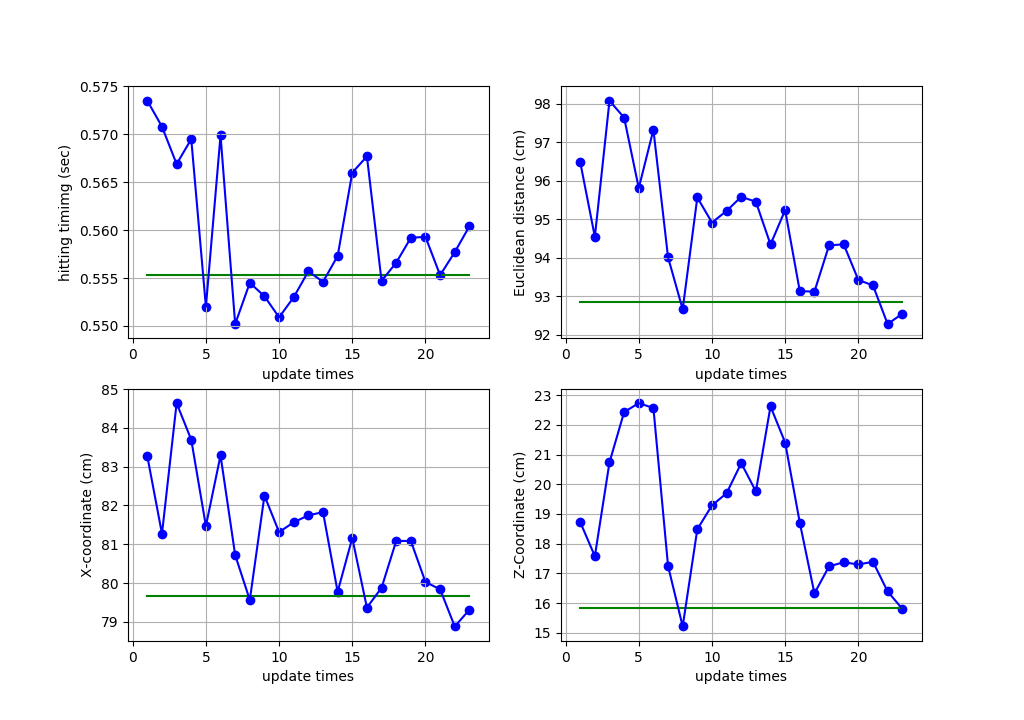 0.575
0.570
0.565
0.560
0.555
0.550
hitting timimg (sec)
0 5 10 15 20
update times
98
97
96
95
94
93
92
Euclidean distance (cm)
0 5 10 15 20
update times
85
84
83
82
81
80
79
X-coordinate (cm)
0 5 10 15 20
update times
23
22
21
20
19
18
17
16
15
Z-Coordinate (cm)
0 5 10 15 20
update times